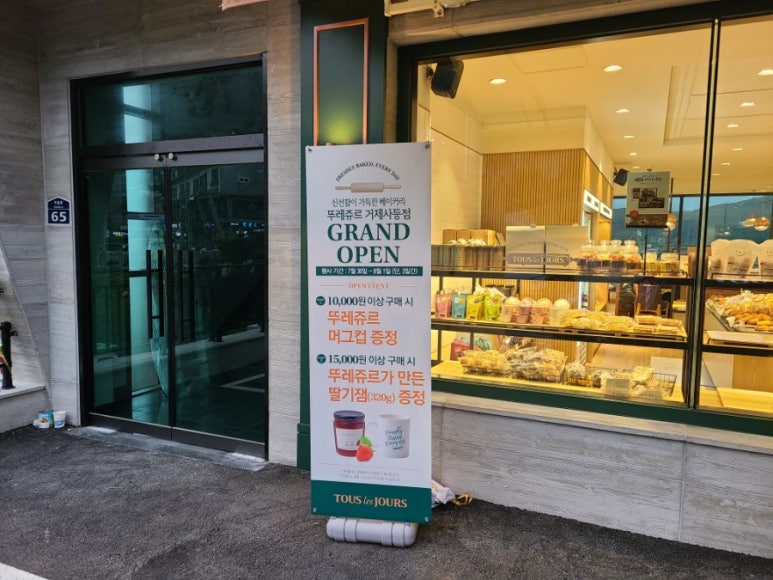 FRESHLY BAKED, EVERY DAY
신선함이 가득한 베이커리
뚜레쥬르 거제사등점
GRAND
OPEN
행사 기간 : 7월 30일 ~ 8월 1일 (단, 3일간)
OPEN EVENT
10,000원 이상 구매 시
뚜레쥬르
머그컵 증정
15,000원 이상 구매 시
뚜레쥬르가 만든
딸기잼(320g) 증정
TOUS les JOURS
65
TOUS les JOURS